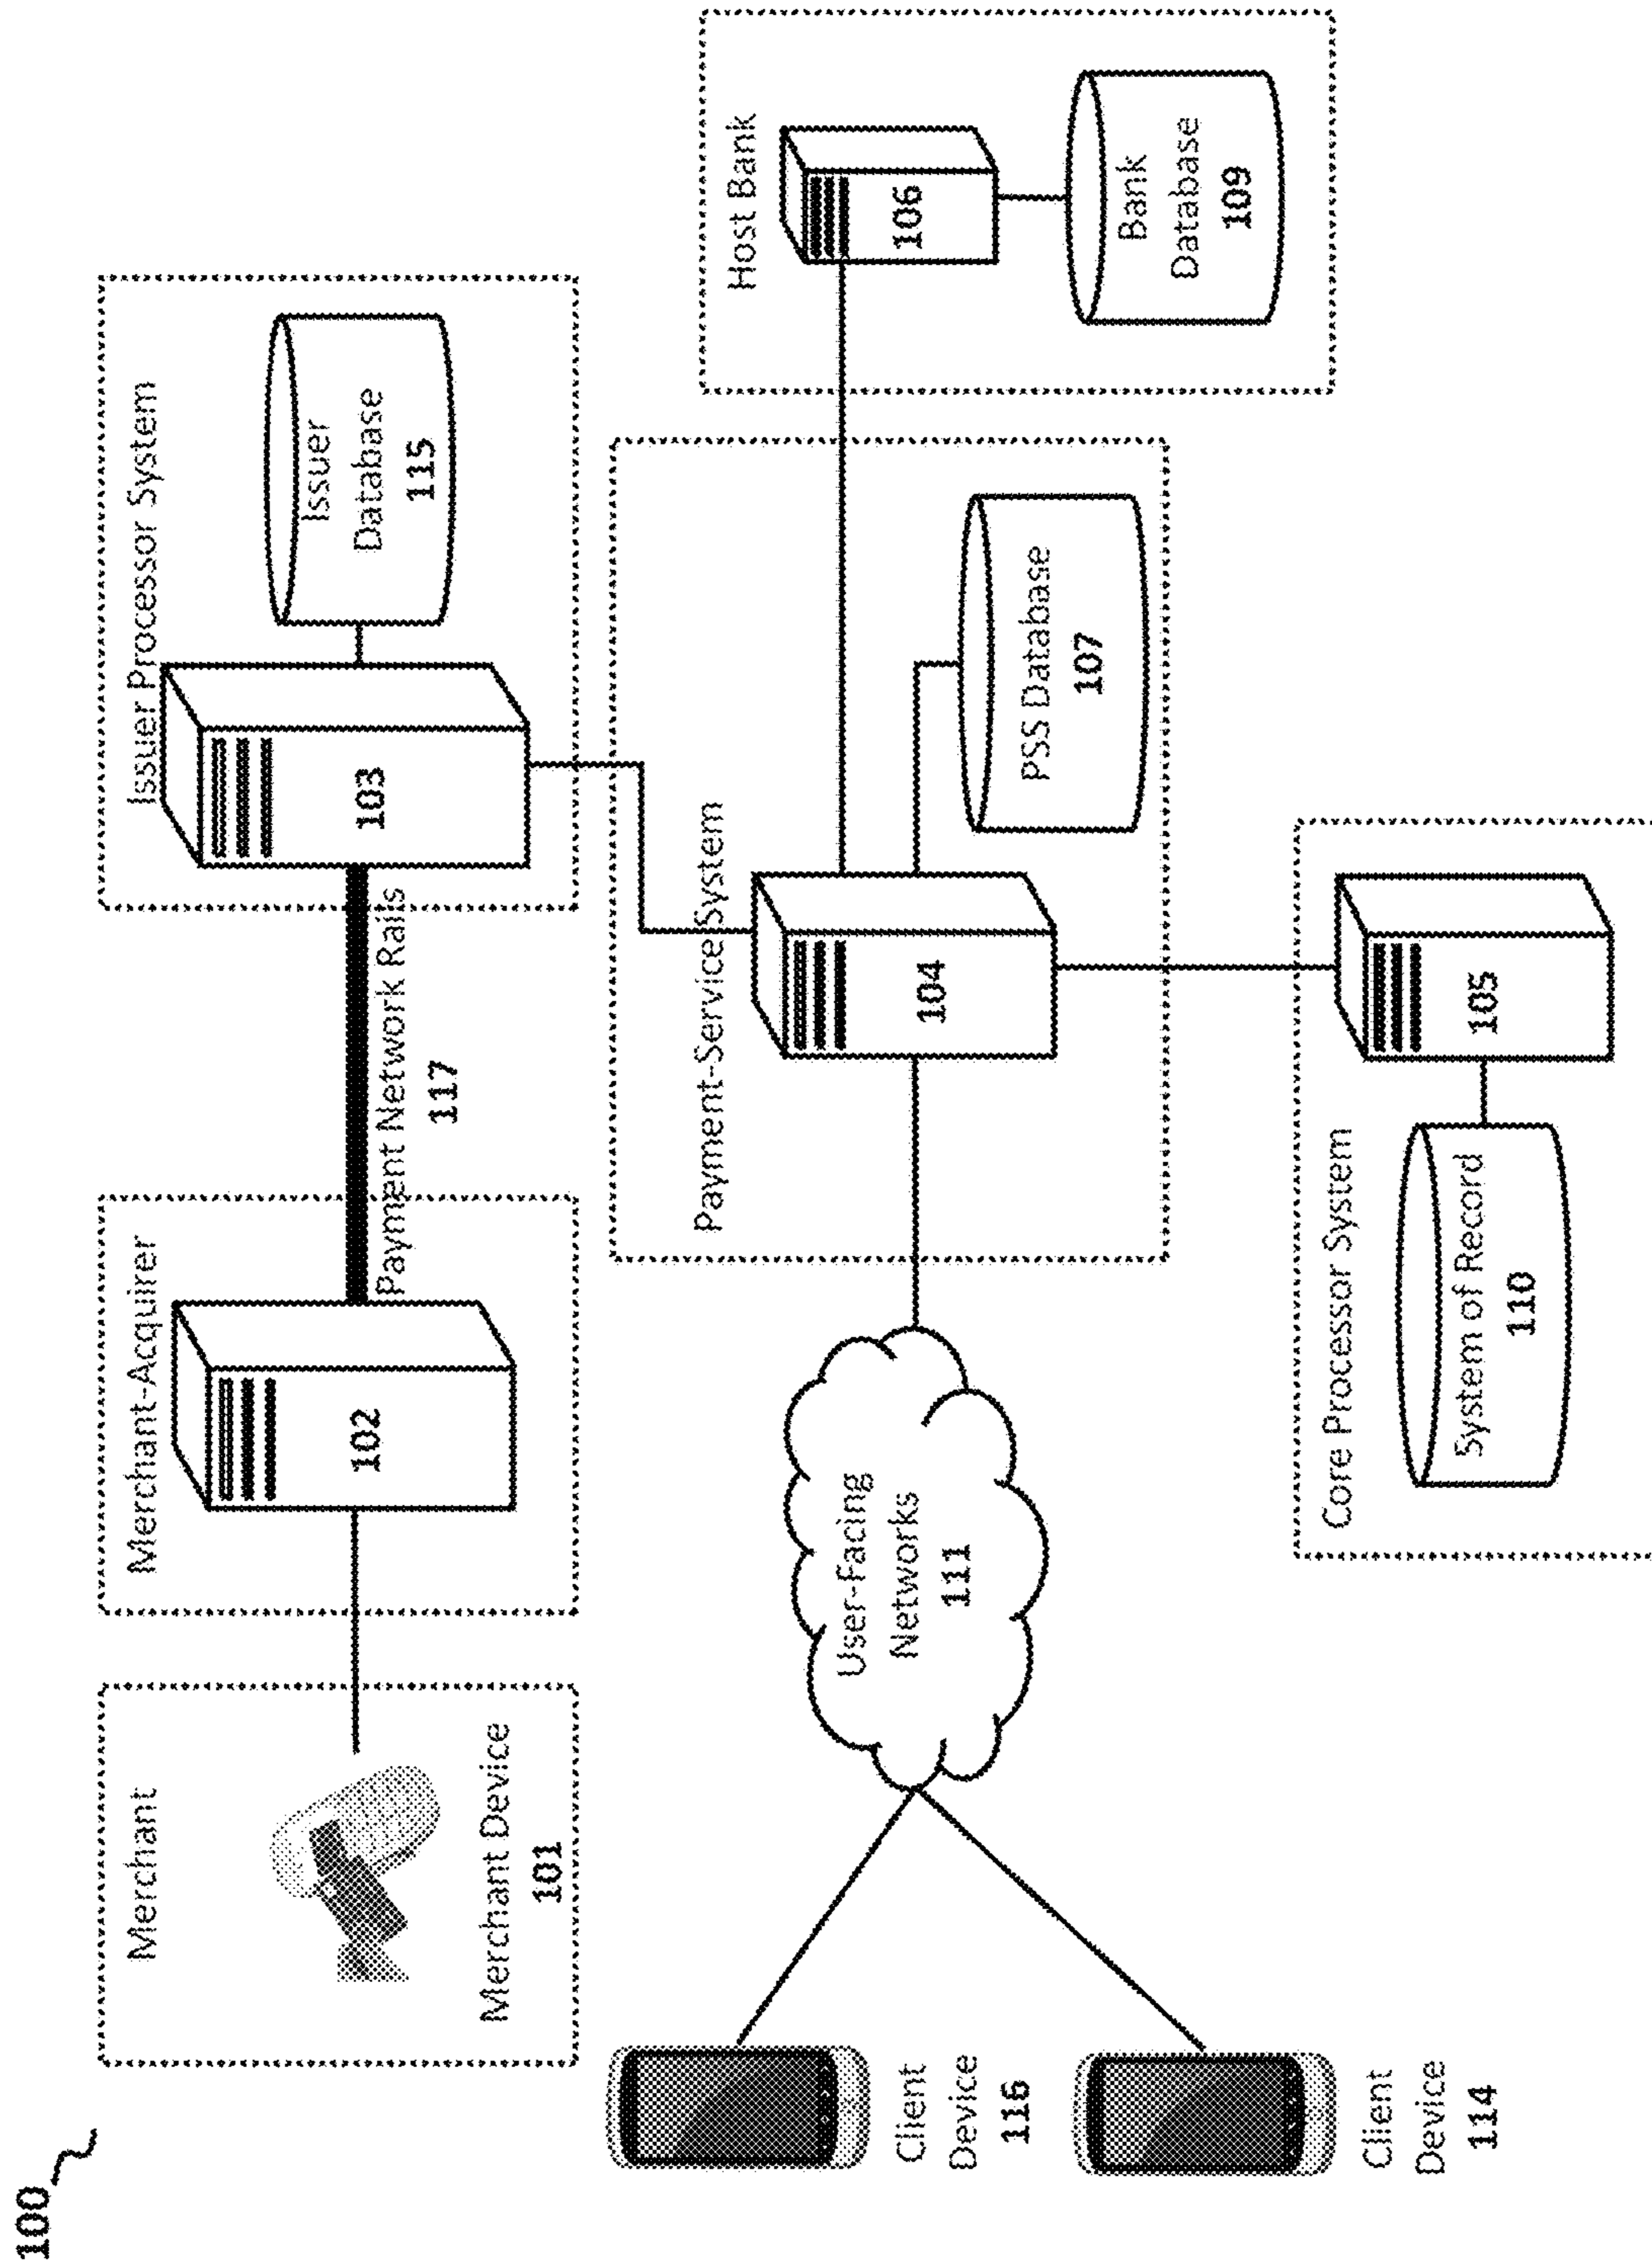 100
Merchant
Merchant Device
101
Merchant-Acquirer
102
Payment Network Rails
117
Issuer Processor System
103
Issuer
Database
115
Client
Device
116
Client
Device
114
User-Facing
Networks
111
Payment-Service System
104
PSS Database
107
Host Bank
106
Bank
Database
109
Core Processor System
System of Record
110
105